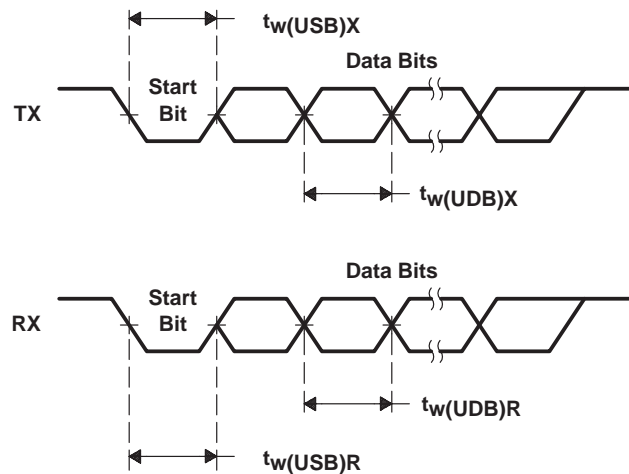 tw(USB)X
Data Bits
Start
Bit
TX
tw(UDB)X
Data Bits
Start
Bit
RX
tw(UDB)R
tw(USB)R